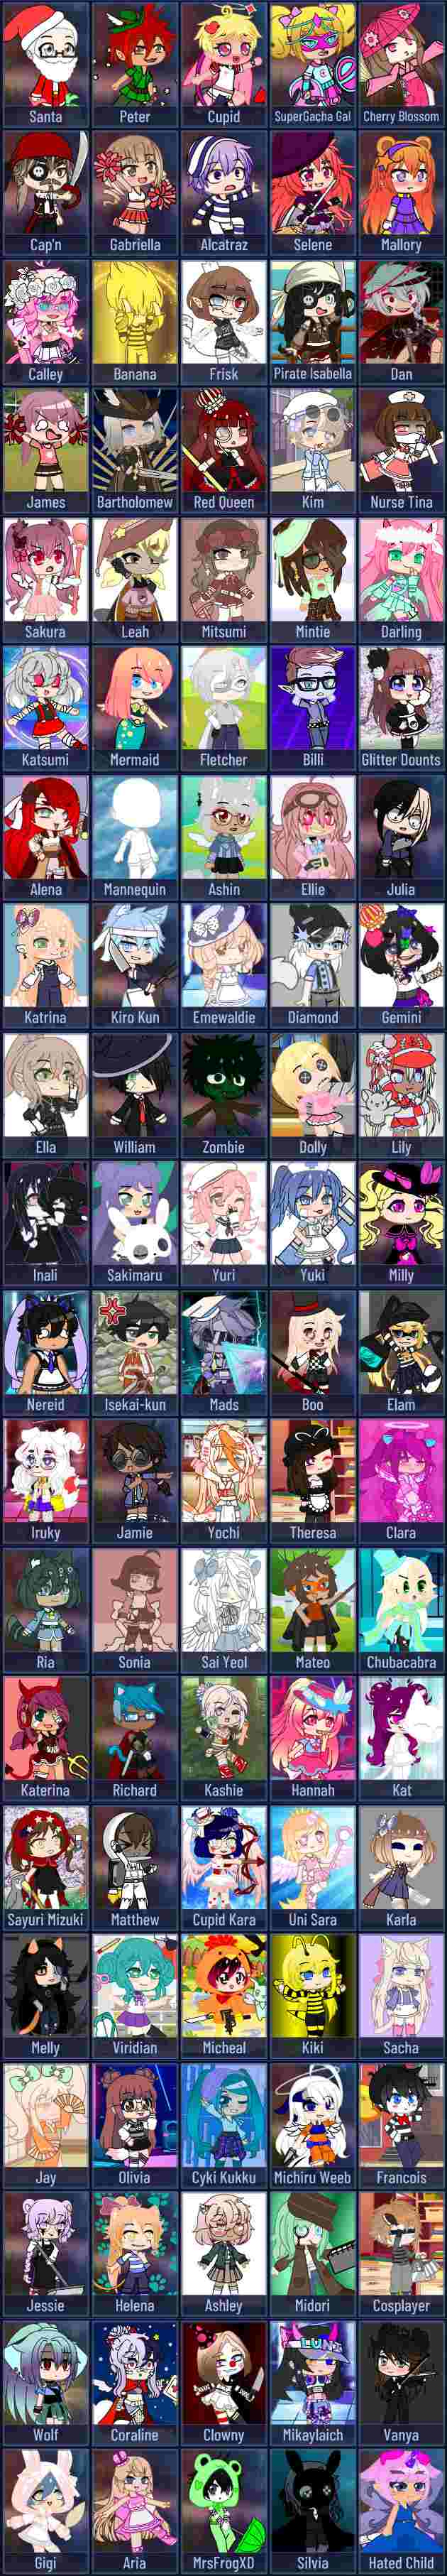 Santa
Peter
Cupid
SuperGacha Gal
Cherry Blossom
Cap'n
Gabriella
Alcatraz
Selene
Mallory
Calley
Banana
Frisk
Pirate Isabella
Dan
James
Bartholomew
Red Queen
Kim
Nurse Tina
Sakura
Leah
Mitsumi
Mintie
Darling
Katsumi
Mermaid
Fletcher
Billi
Glitter Dounts
Alena
Mannequin
Ashin
Ellie
Julia
Katrina
Kiro Kun
Emewaldie
Diamond
Gemini
Ella
William
Zombie
Dolly
Lily
Inali
Sakimaru
Yuri
Yuki
Milly
Nereid
Isekai-kun
Mads
Boo
Elam
Iruky
Jamie
Yochi
Theresa
Clara
Ria
Sonia
Sai Yeol
Mateo
Chubacabra
Katerina
Richard
Kashie
Hannah
Kat
Sayuri Mizuki
Matthew
Cupid Kara
Uni Sara
Karla
Melly
Viridian
Micheal
Kiki
Sacha
Jay
Olivia
Cyki Kukku
Michiru Weeb
Francois
Jessie
Helena
Ashley
Midori
Cosplayer
Wolf
Coraline
Clowny
Mikaylaich
Vanya
Gigi
Aria
MrsFrogXD
Silvia
Hated Child